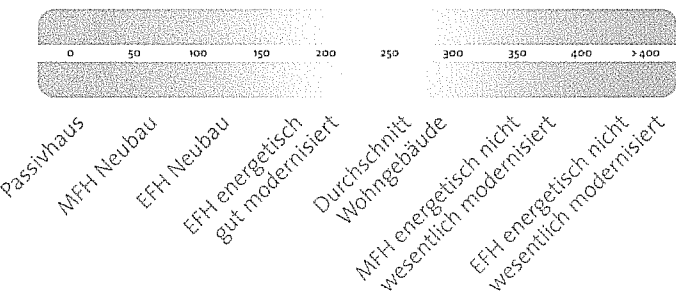 0 50 100 150 200 250 300 350 400 >400
Passivhaus
MFH Neubau
EFH Neubau
EFH energetisch
gut modernisiert
Durchschnitt
Wohngebäude
MFH energetisch nicht
wesentlich modernisiert
EFH energetisch nicht
wesentlich modernisiert